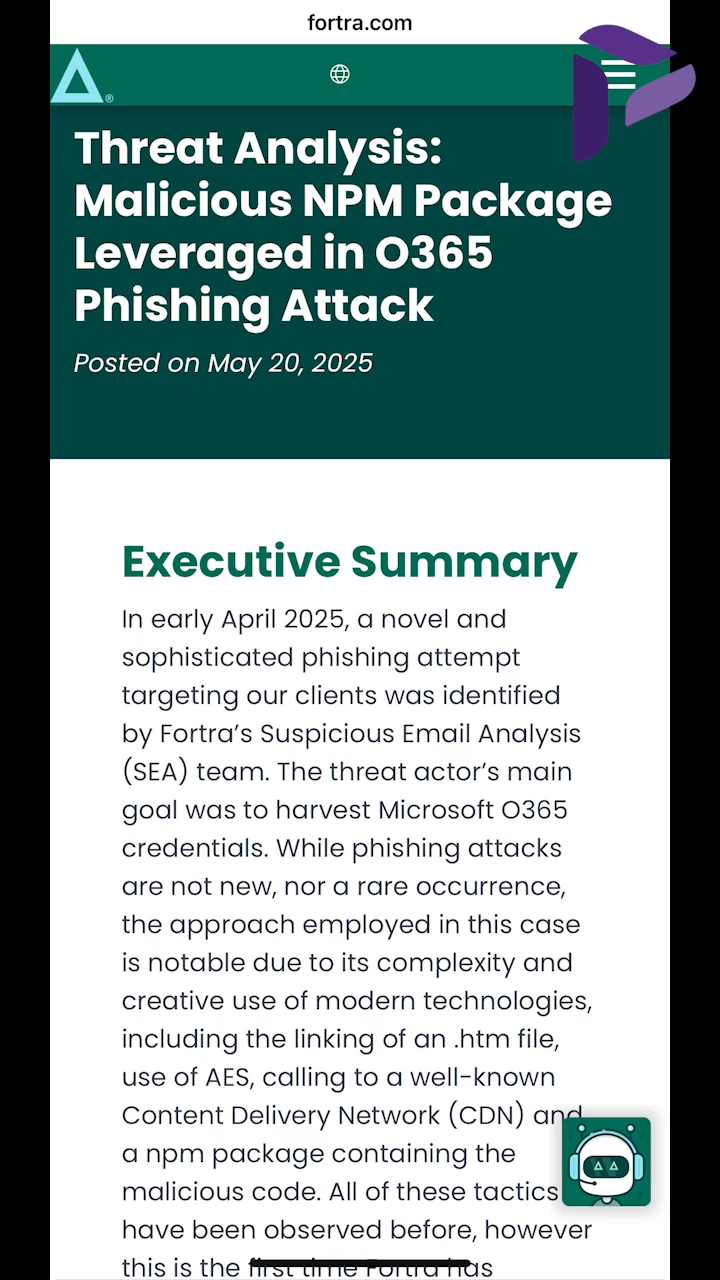 fortra.com
®
Threat Analysis:
Malicious NPM Package
Leveraged in O365
Phishing Attack
Posted on May 20, 2025
Executive Summary
In early April 2025, a novel and
sophisticated phishing attempt
targeting our clients was identified
by Fortra’s Suspicious Email Analysis
(SEA) team. The threat actor’s main
goal was to harvest Microsoft O365
credentials. While phishing attacks
are not new, nor a rare occurrence,
the approach employed in this case
is notable due to its complexity and
creative use of modern technologies,
including the linking of an .htm file,
use of AES, calling to a well-known
Content Delivery Network (CDN) and
a npm package containing the
malicious code. All of these tactics
have been observed before, however
this is the first time Fortra has